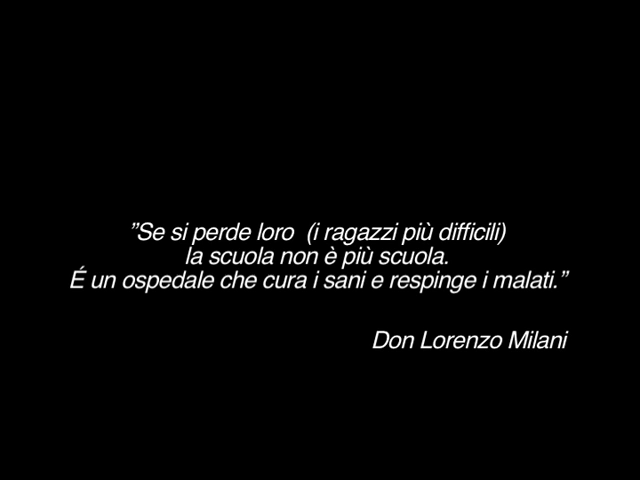 ”Se si perde loro (i ragazzi più difficili)
la scuola non è più scuola.
É un ospedale che cura i sani e respinge i malati.”
Don Lorenzo Milani